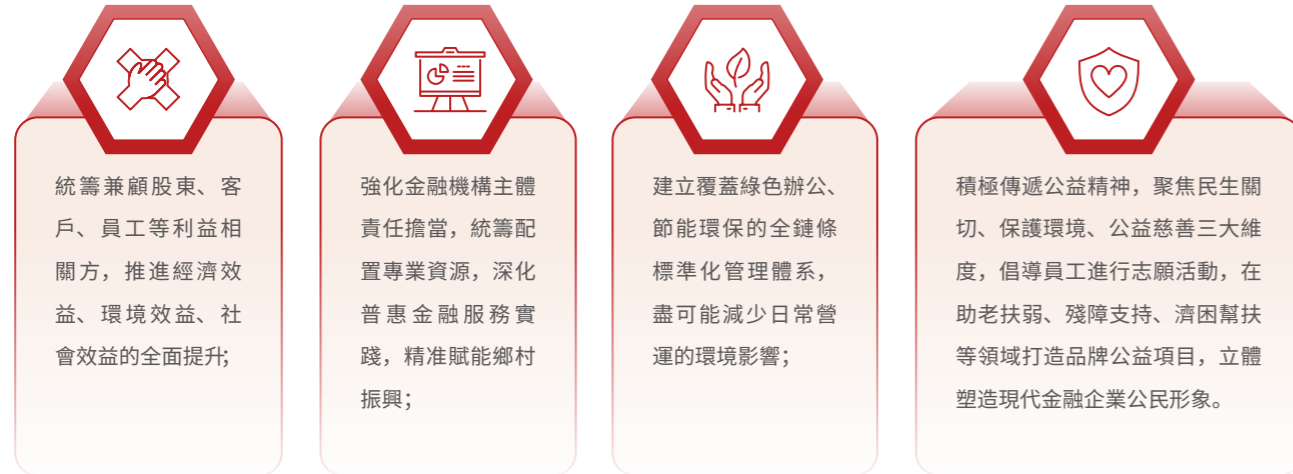 統籌兼顧股東、客
戶、員工等利益相
關方，推進經濟效
益、環境效益、社
會效益的全面提升；
強化金融機構主體
責任擔當，統籌配
置專業資源，深化
普惠金融服務實
踐，精准賦能鄉村
振興；
建立覆蓋綠色辦公、
節能環保的全鏈條
標準化管理體系，
盡可能減少日常營
運的環境影響；
積極傳遞公益精神，聚焦民生關
切、保護環境、公益慈善三大維
度，倡導員工進行志願活動，在
助老扶弱、殘障支持、濟困幫扶
等領域打造品牌公益項目，立體
塑造現代金融企業公民形象。